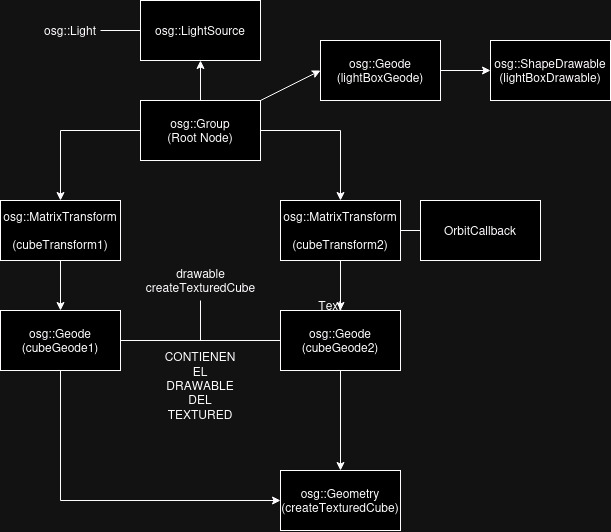 osg::Light
osg::LightSource
osg::Geode
(lightBoxGeode)
osg::ShapeDrawable
(lightBoxDrawable)
osg::Group
(Root Node)
osg::MatrixTransform
(cubeTransform1)
osg::MatrixTransform
(cubeTransform2)
OrbitCallback
drawable
createTexturedCube
Tex
osg::Geode
(cubeGeode1)
osg::Geode
(cubeGeode2)
CONTIENEN
EL
DRAWABLE
DEL
TEXTURED
osg::Geometry
(createTexturedCube)